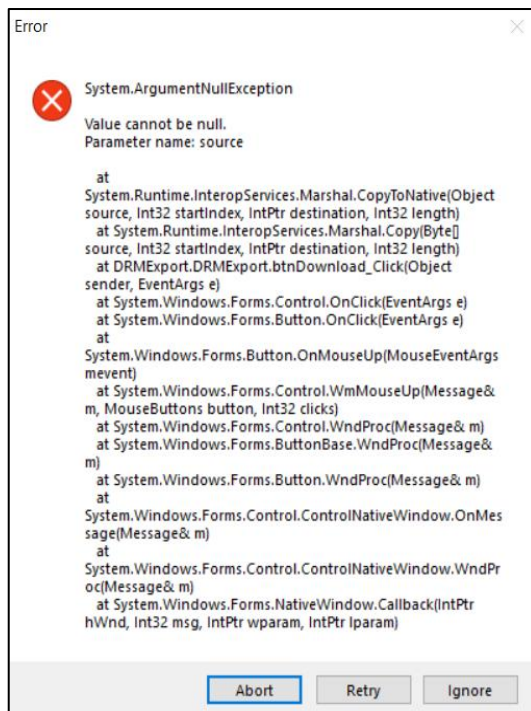 Error
System.ArgumentNullException
Value cannot be null.
Parameter name: source
at
System.Runtime.InteropServices.Marshal.CopyToNative(Object
source, Int32 startIndex, IntPtr destination, Int32 length)
at System.Runtime.InteropServices.Marshal.Copy(Byte[]
source, Int32 startIndex, IntPtr destination, Int32 length)
at DRMExport.DRMExport.btnDownload_Click(Object
sender, EventArgs e)
at System.Windows.Forms.Control.OnClick(EventArgs e)
at System.Windows.Forms.Button.OnClick(EventArgs e)
at
System.Windows.Forms.Button.OnMouseUp(MouseEventArgs
mevent)
at System.Windows.Forms.Control.WmMouseUp(Message&
m, MouseButtons button, Int32 clicks)
at System.Windows.Forms.Control.WndProc(Message& m)
at System.Windows.Forms.ButtonBase.WndProc(Message&
m)
at System.Windows.Forms.Button.WndProc(Message& m)
at
System.Windows.Forms.Control.ControlNativeWindow.OnMes
sage(Message& m)
at
System.Windows.Forms.Control.ControlNativeWindow.WndPr
oc(Message& m)
at System.Windows.Forms.NativeWindow.Callback(IntPtr
hWnd, Int32 msg, IntPtr wparam, IntPtr lparam)
Abort Retry Ignore